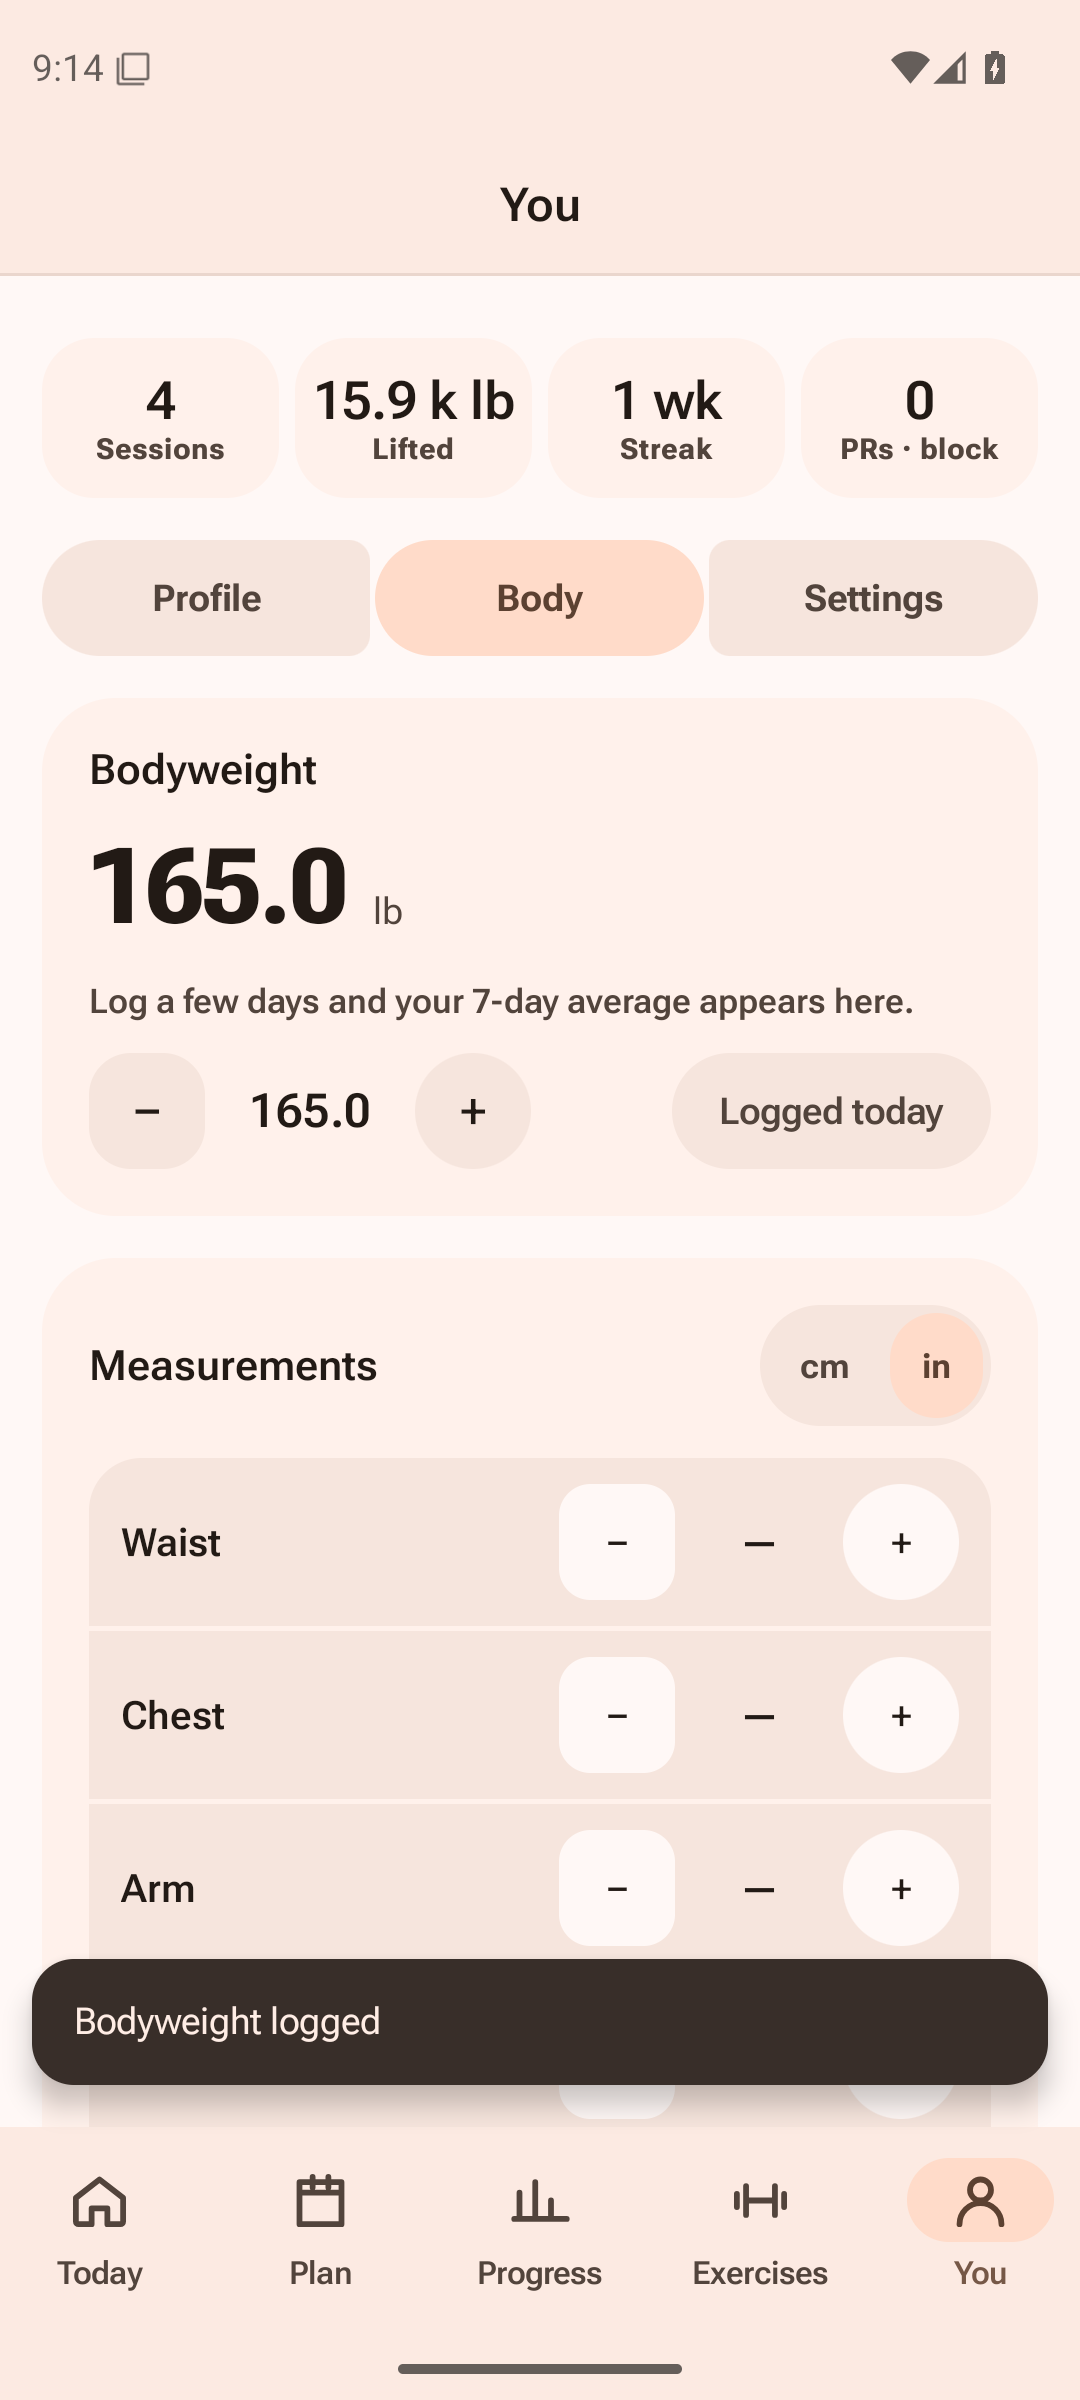 9:14
You
4
Sessions
15.9 k lb
Lifted
1 wk
Streak
0
PRs · block
Profile
Body
Settings
Bodyweight
165.0 lb
Log a few days and your 7-day average appears here.
− 165.0 + Logged today
Measurements
cm in
Waist − — +
Chest − — +
Arm − — +
Bodyweight logged
Today
Plan
Progress
Exercises
You